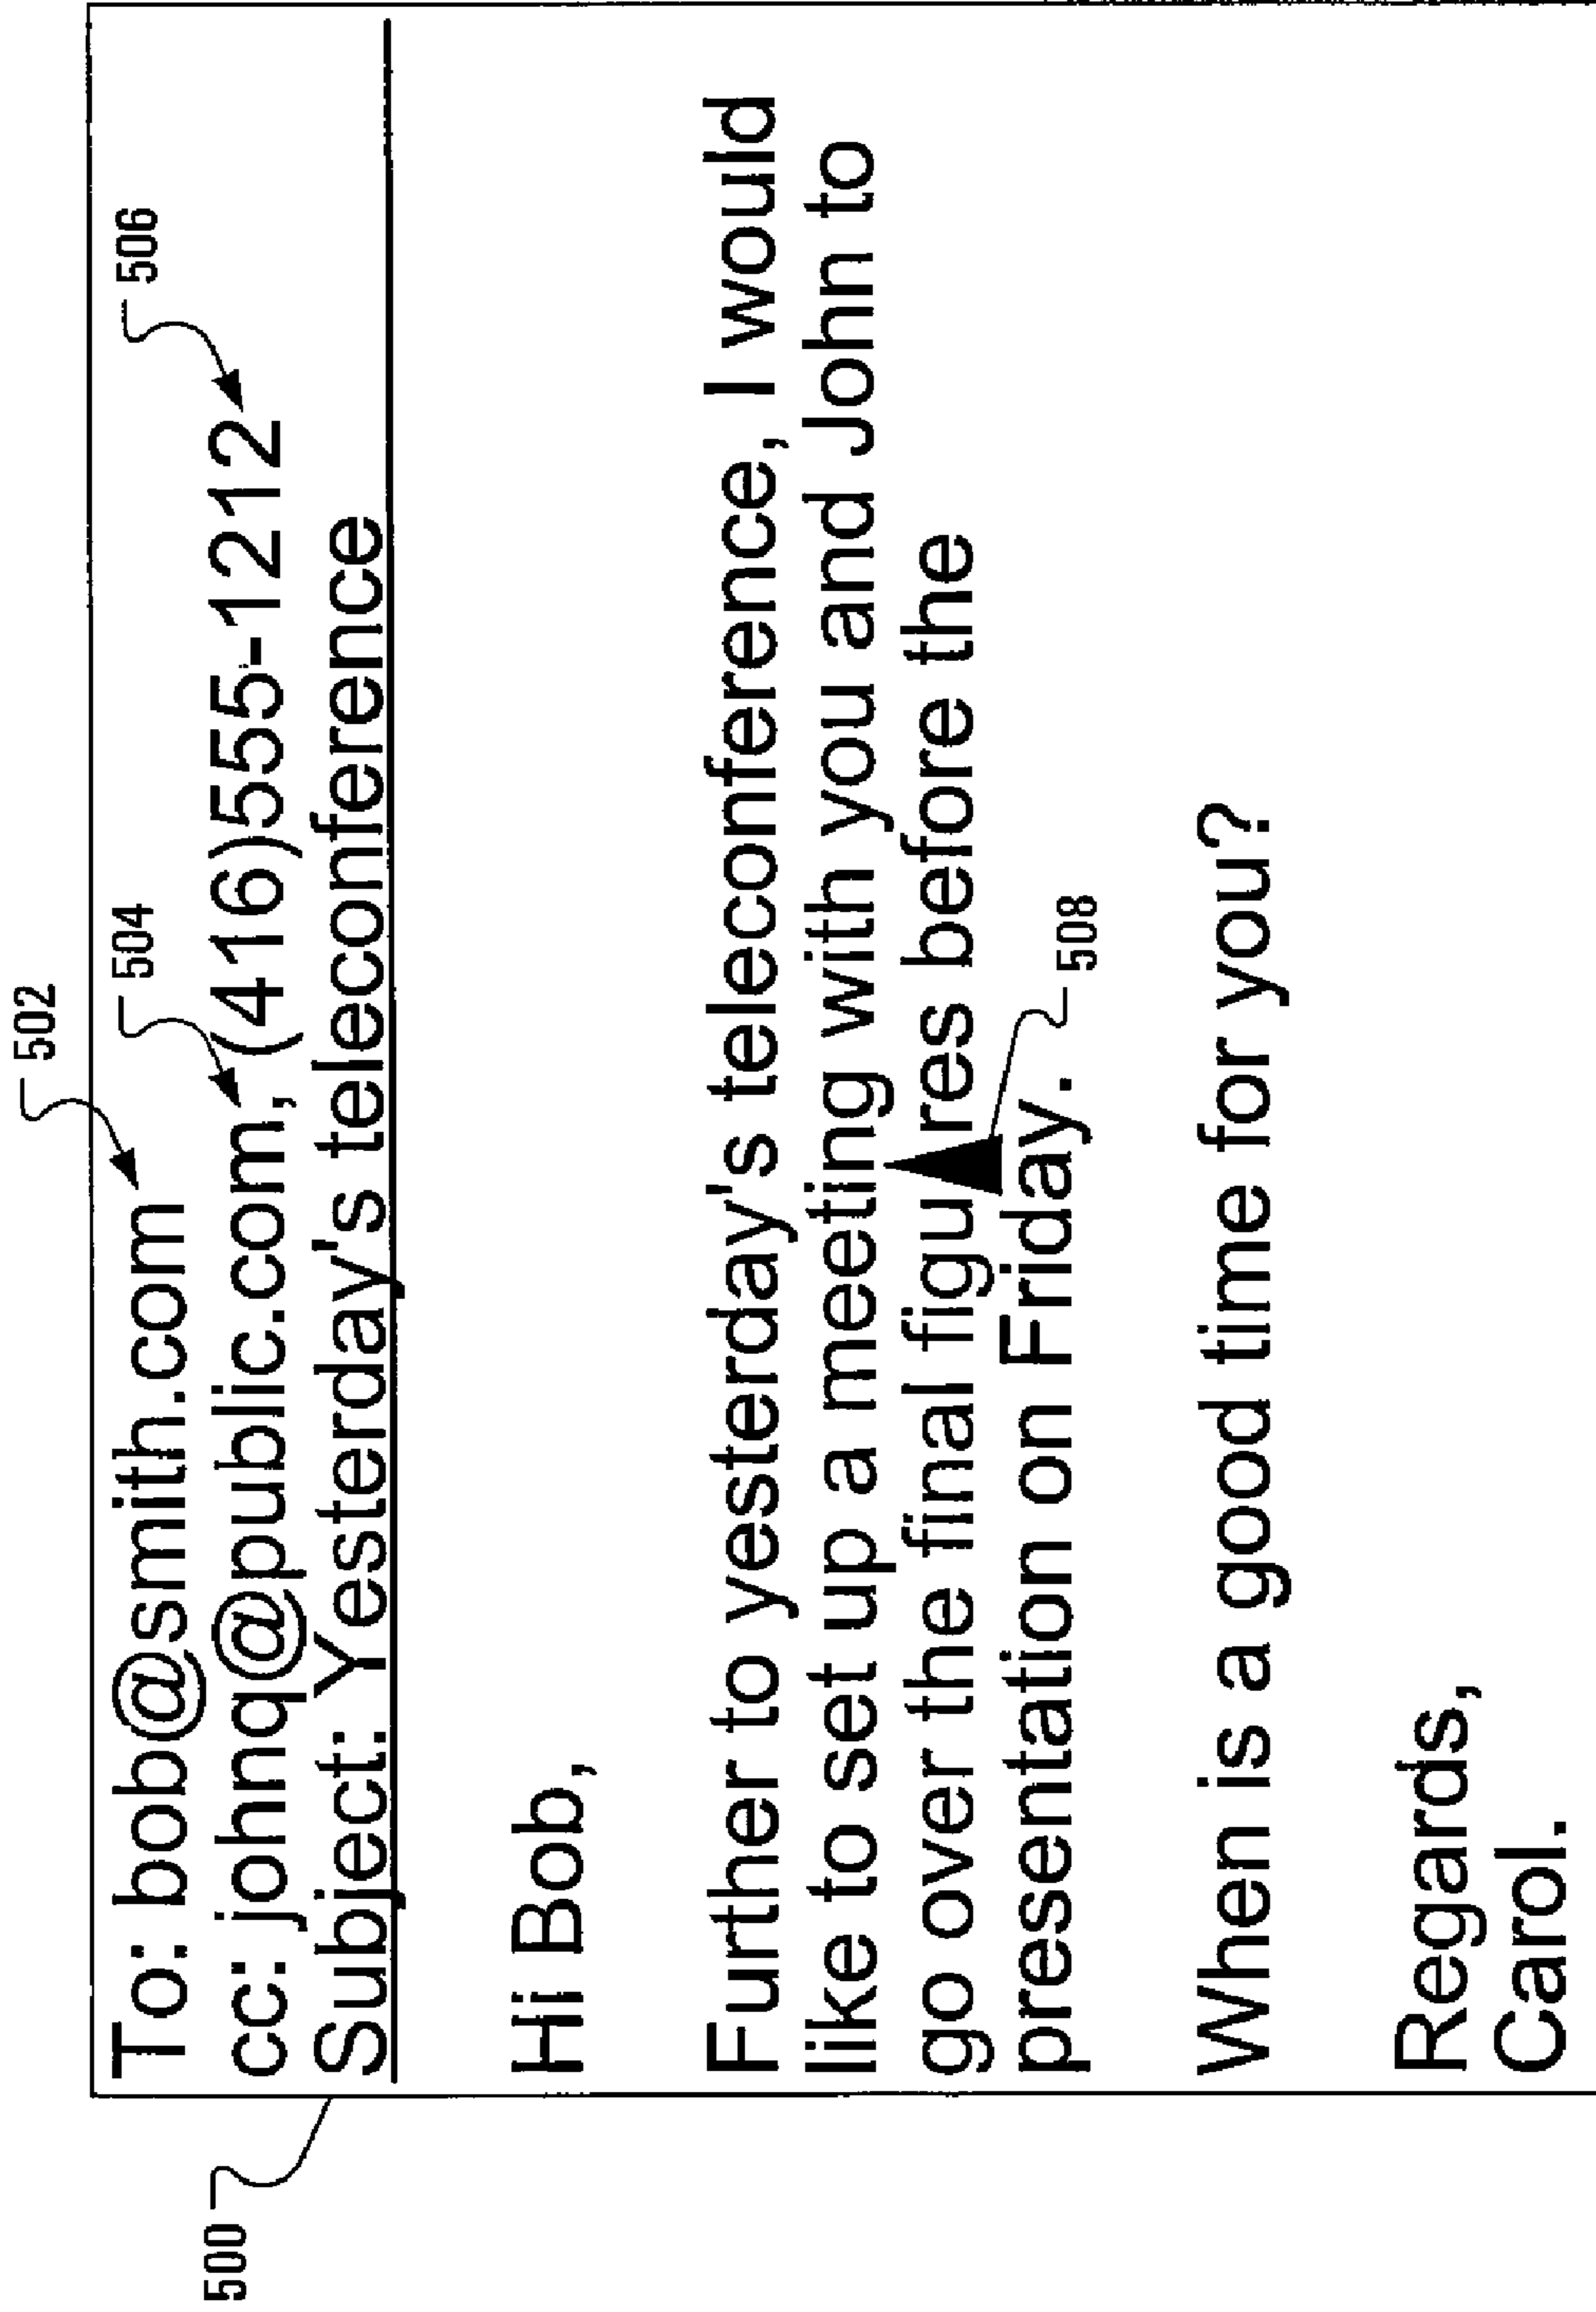 502
504
506
500
To: bob@smith.com
cc: johnq@public.com, (416)555-1212
Subject: Yesterday's teleconference
Hi Bob,
Further to yesterday's teleconference, I would
like to set up a meeting with you and John to
go over the final figures before the
presentation on Friday.
508
When is a good time for you?
Regards,
Carol.